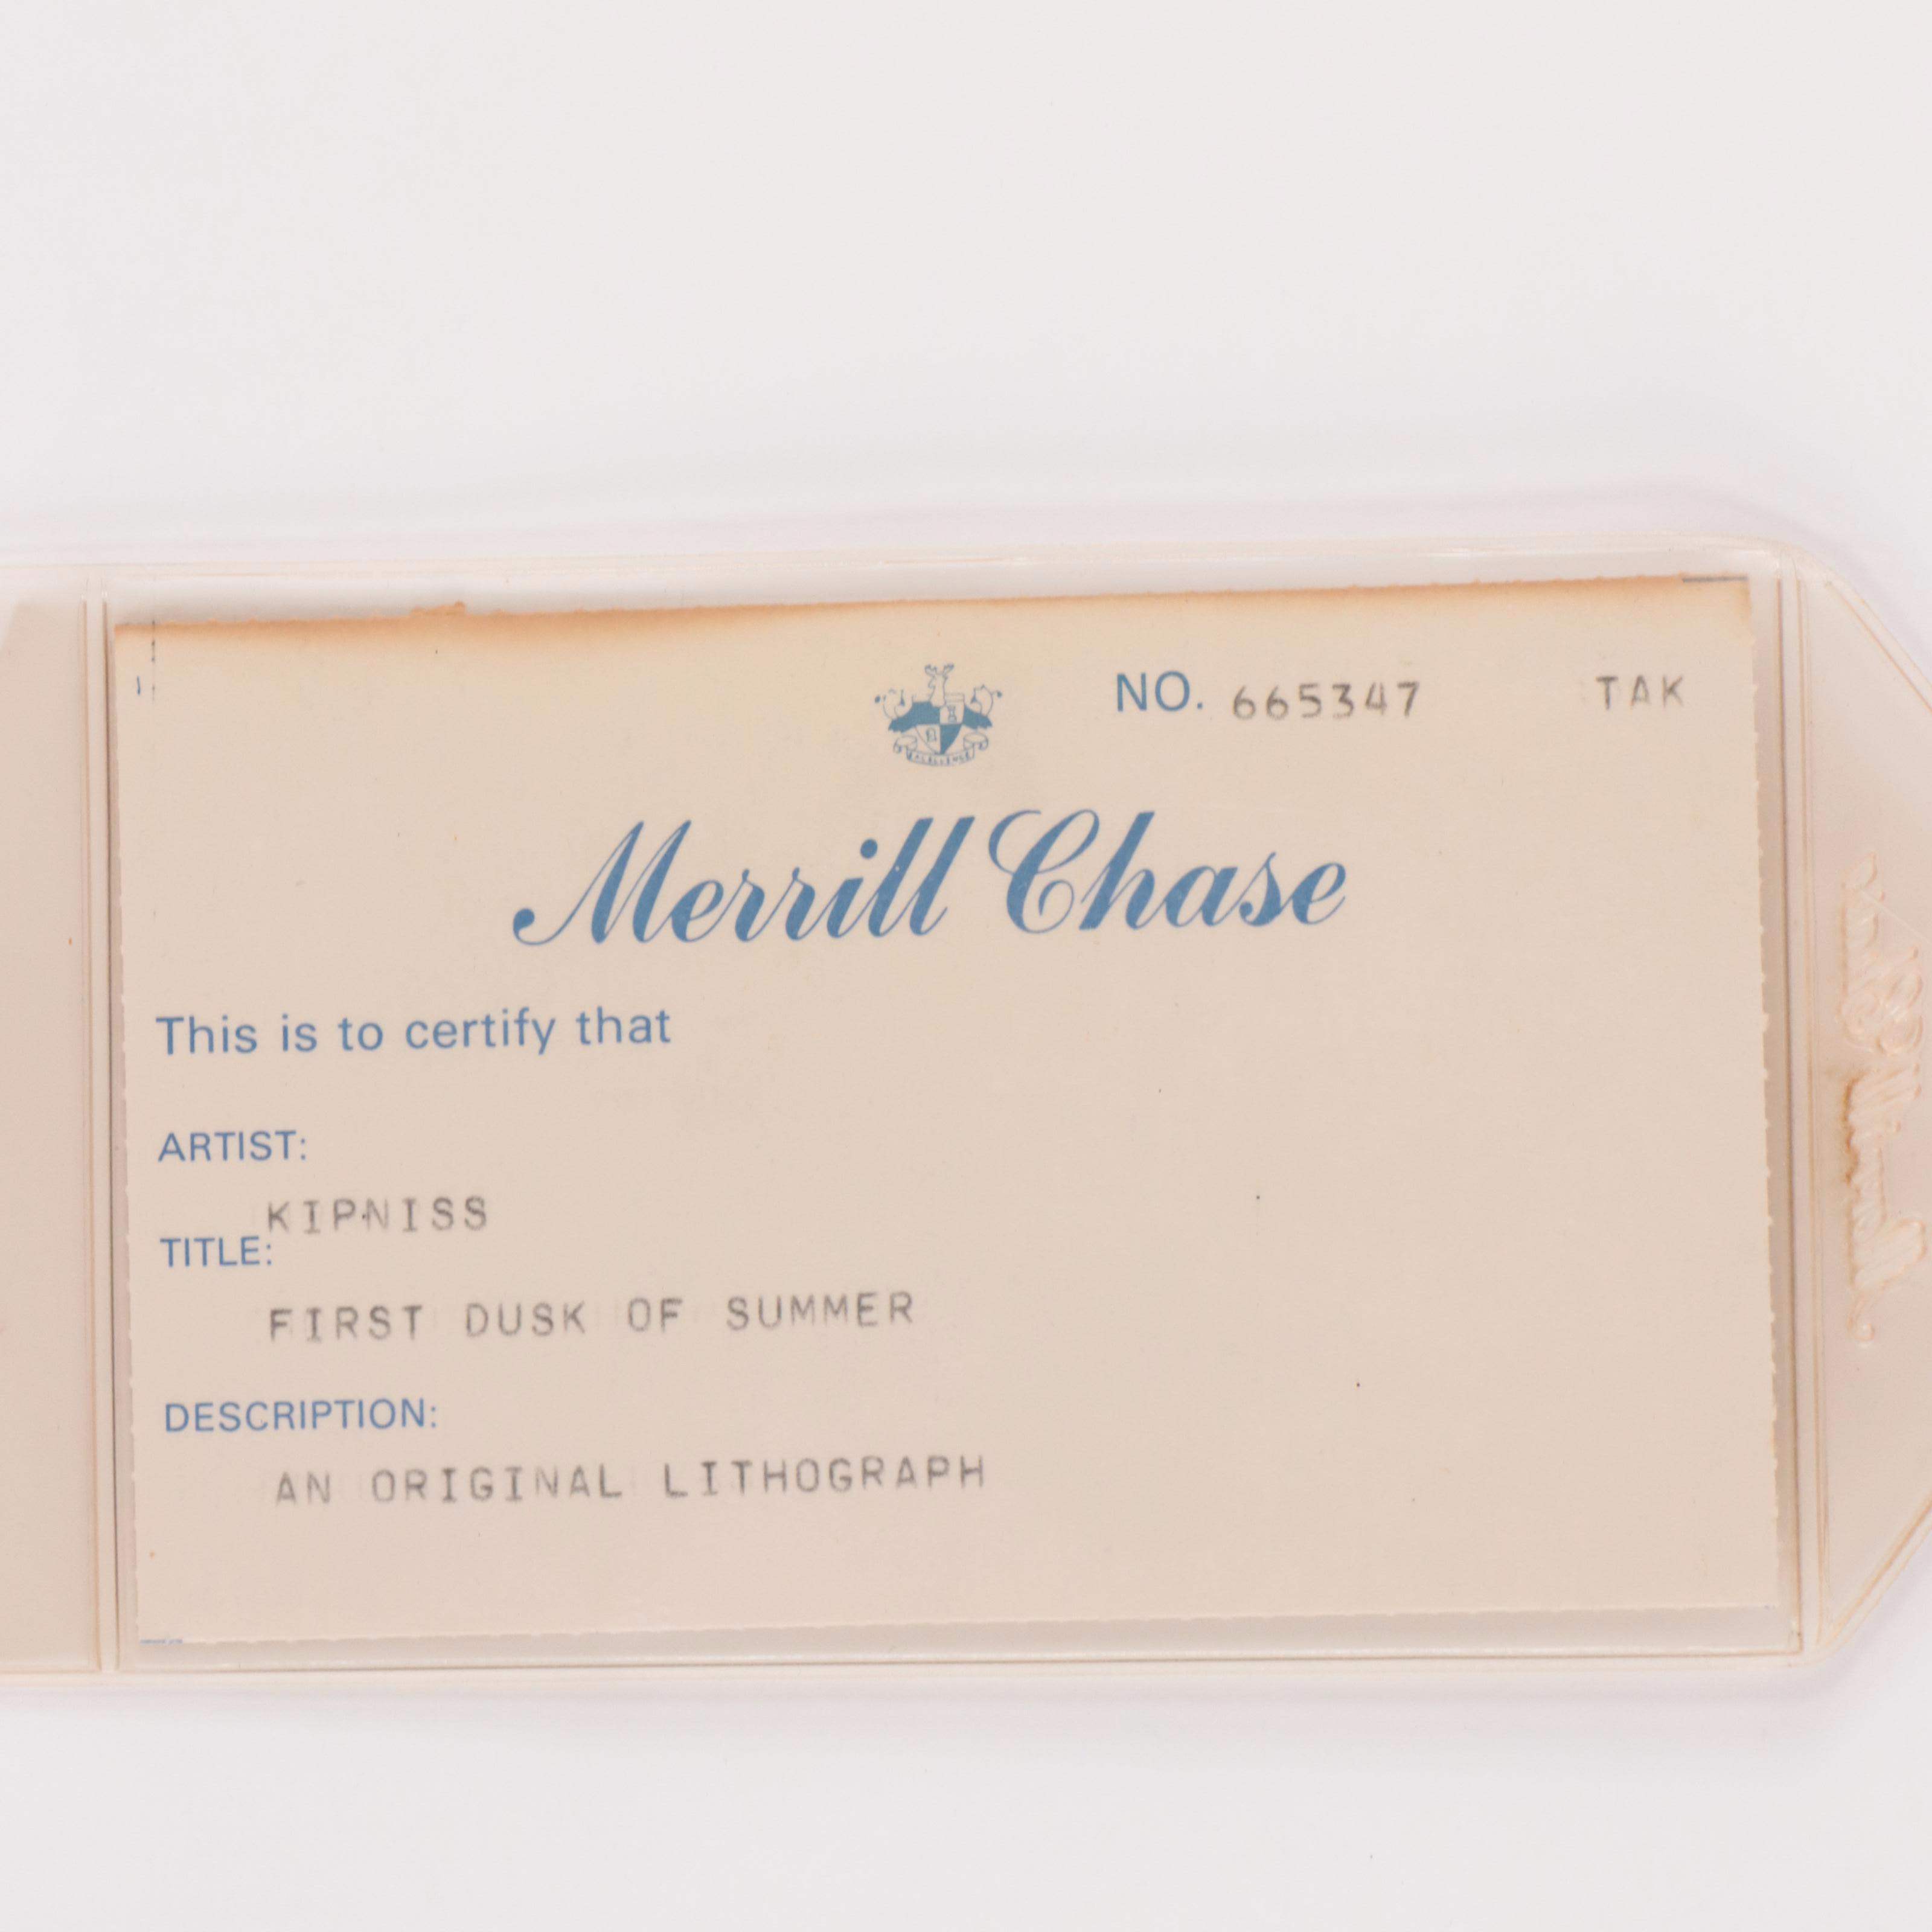 NO. 665347 TAK
EXCELLENCE
Merrill Chase
This is to certify that
ARTIST:
KIPNISS
TITLE:
FIRST DUSK OF SUMMER
DESCRIPTION:
AN ORIGINAL LITHOGRAPH